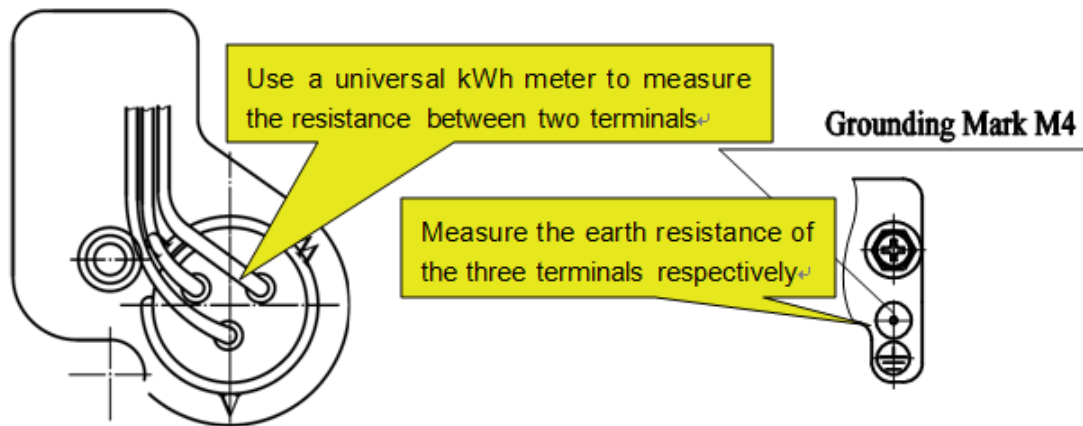 Use a universal kWh meter to measure
the resistance between two terminals↵
Grounding Mark M4
Measure the earth resistance of
the three terminals respectively↵